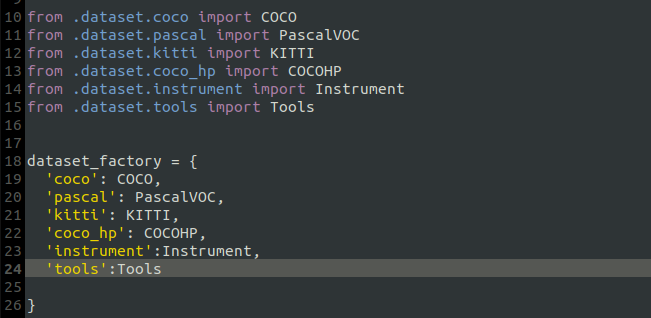 10 from .dataset.coco import COCO
11 from .dataset.pascal import PascalVOC
12 from .dataset.kitti import KITTI
13 from .dataset.coco_hp import COCOHP
14 from .dataset.instrument import Instrument
15 from .dataset.tools import Tools
16
17
18 dataset_factory = {
19   'coco': COCO,
20   'pascal': PascalVOC,
21   'kitti': KITTI,
22   'coco_hp': COCOHP,
23   'instrument':Instrument,
24   'tools':Tools
25
26 }